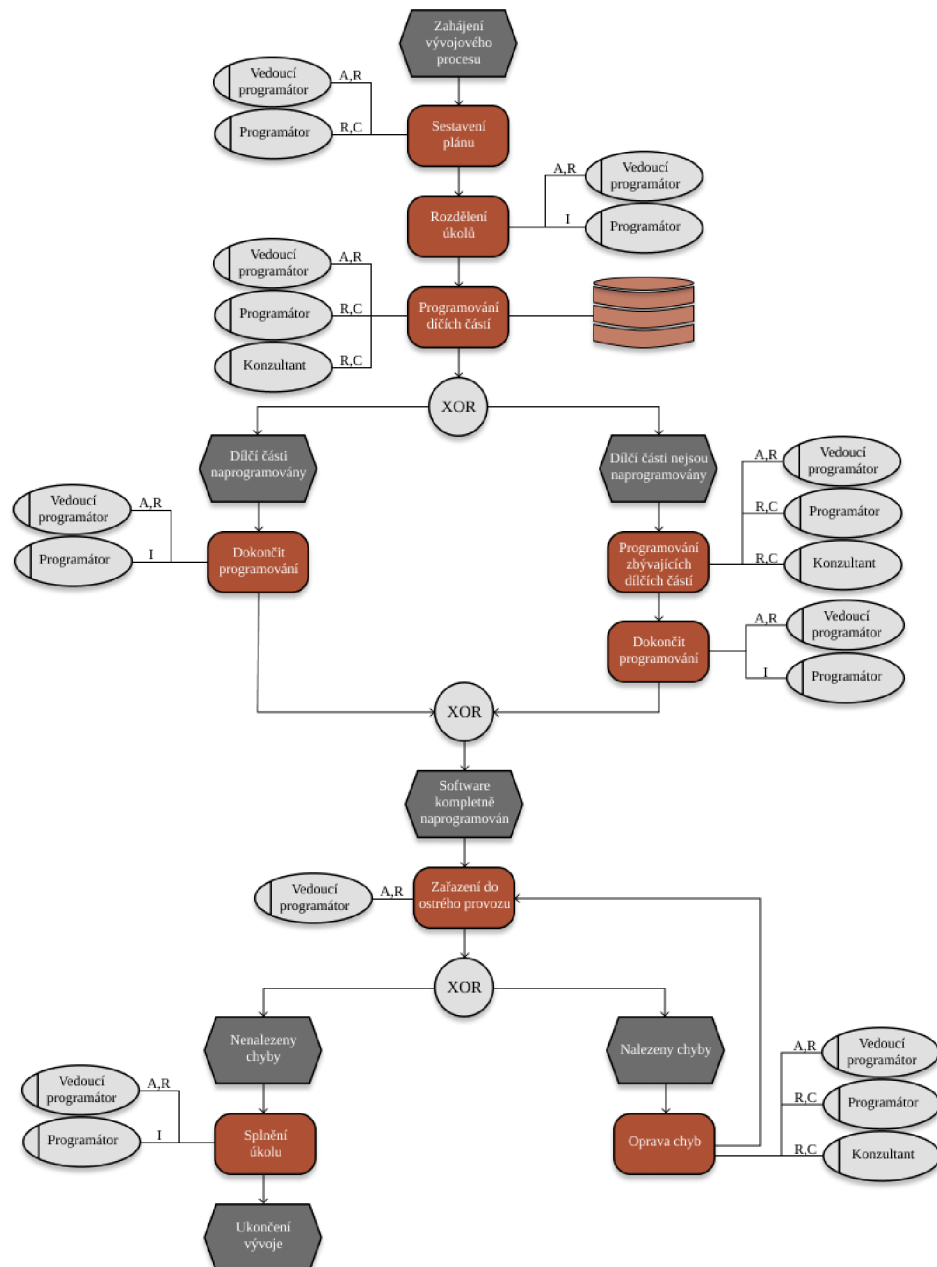 Zahájení
vývojového
procesu
Vedoucí
programátor
A,R
Programátor
R,C
Sestavení
plánu
Vedoucí
programátor
A,R
Rozdělení
úkolů
I
Programátor
Vedoucí
programátor
A,R
Programátor
R,C
Programování
díčích částí
Konzultant
R,C
XOR
Dílčí části
naprogramovány
Dílčí části nejsou
naprogramovány
A,R
Vedoucí
programátor
Vedoucí
programátor
A,R
R,C
Programátor
Programátor
I
Dokončit
programování
Programování
zbývajících
dílčích částí
R,C
Konzultant
A,R
Vedoucí
programátor
Dokončit
programování
I
Programátor
XOR
Software
kompletně
naprogramován
Vedoucí
programátor
A,R
Zařazení do
ostrého provozu
XOR
Nenalezeny
chyby
Nalezeny chyby
A,R
Vedoucí
programátor
Vedoucí
programátor
A,R
R,C
Programátor
Programátor
I
Splnění
úkolu
Oprava chyb
R,C
Konzultant
Ukončení
vývoje